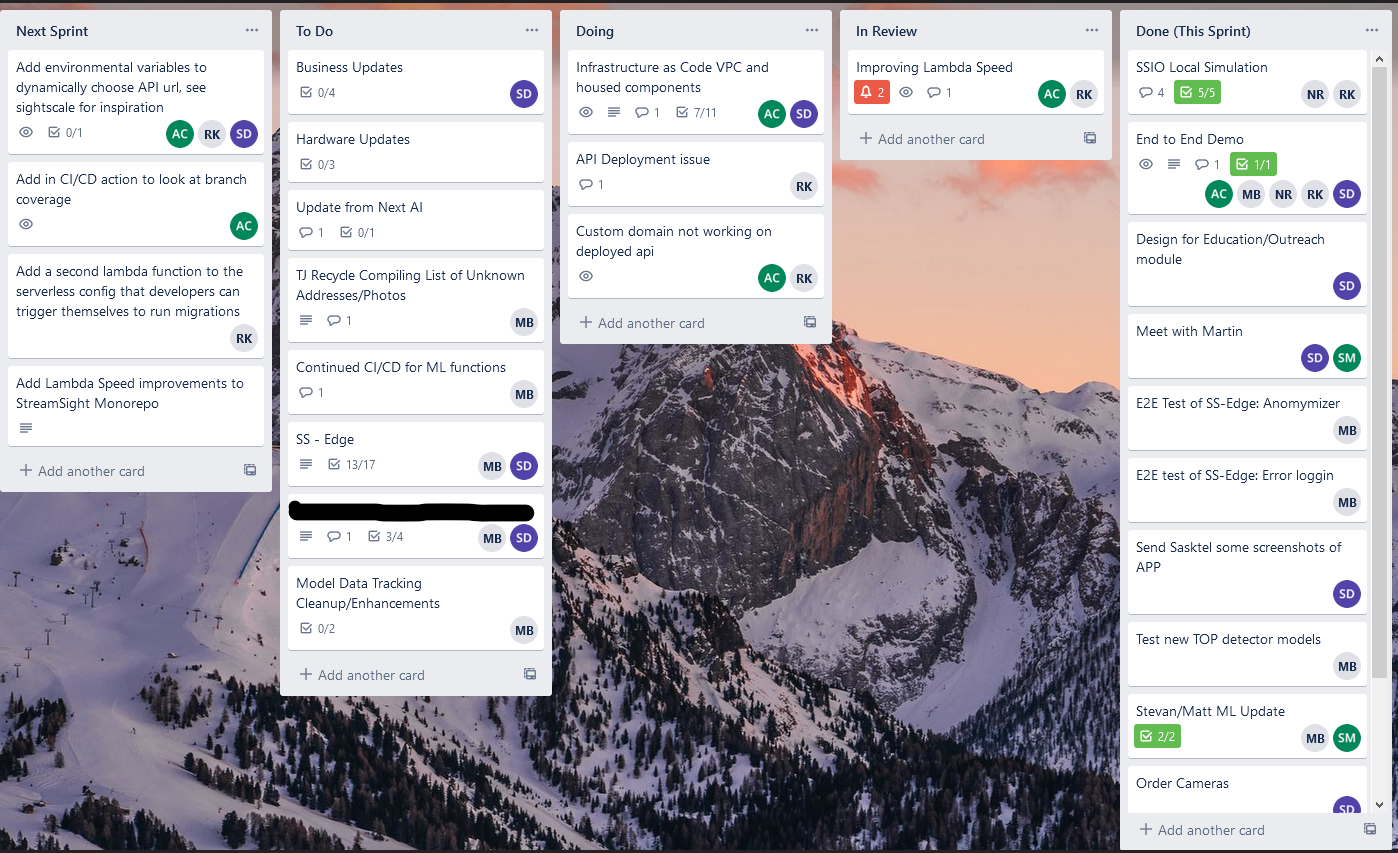 Next Sprint
Add environmental variables to
dynamically choose API url, see
sightscale for inspiration
0/1
AC RK SD
Add in CI/CD action to look at branch
coverage
AC
Add a second lambda function to the
serverless config that developers can
trigger themselves to run migrations
RK
Add Lambda Speed improvements to
StreamSight Monorepo
+ Add another card
To Do
Business Updates
0/4
SD
Hardware Updates
0/3
Update from Next AI
1 0/1
TJ Recycle Compiling List of Unknown
Addresses/Photos
1
MB
Continued CI/CD for ML functions
1
MB
SS - Edge
13/17
MB SD
1 3/4
MB SD
Model Data Tracking
Cleanup/Enhancements
0/2
MB
+ Add another card
Doing
Infrastructure as Code VPC and
housed components
1 7/11
AC SD
API Deployment issue
1
RK
Custom domain not working on
deployed api
AC RK
+ Add another card
In Review
Improving Lambda Speed
2 1
AC RK
+ Add another card
Done (This Sprint)
SSIO Local Simulation
4 5/5
NR RK
End to End Demo
1 1/1
AC MB NR RK SD
Design for Education/Outreach
module
SD
Meet with Martin
SD SM
E2E Test of SS-Edge: Anomymizer
MB
E2E test of SS-Edge: Error loggin
MB
Send Sasktel some screenshots of
APP
SD
Test new TOP detector models
MB
Stevan/Matt ML Update
2/2
MB SM
Order Cameras
SD
+ Add another card